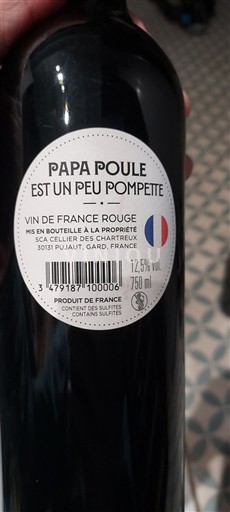 PAPA POULE
EST UN PEU POMPETTE
VIN DE FRANCE ROUGE
MIS EN BOUTEILLE À LA PROPRIÉTÉ
SCA CELLIER DES CHARTREUX
30131 PUJAUT, GARD, FRANCE
12,5% vol.
750 ml
3 479187 100006
PRODUIT DE FRANCE
CONTIENT DES SULFITES
CONTAINS SULFITES